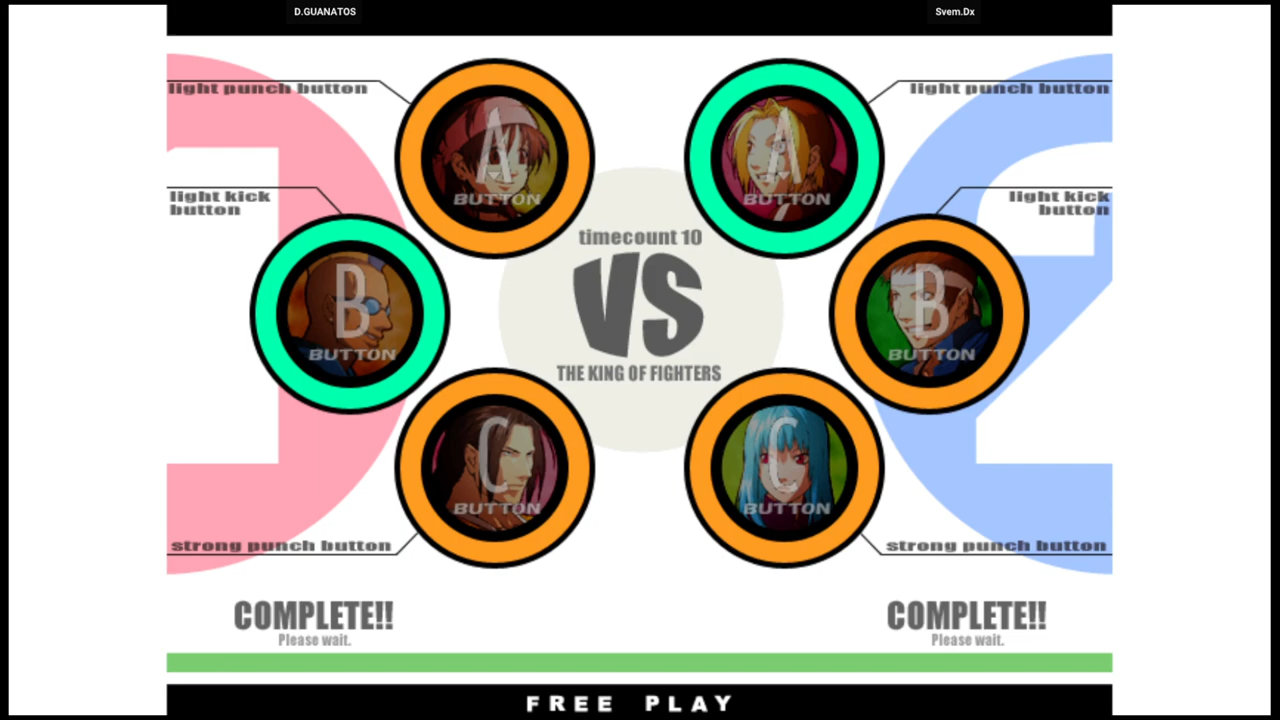 D.GUANATOS
Svem.Dx
light punch button
light punch button
A
BUTTON
A
BUTTON
light kick
button
light kick
button
timecount 10
VS
THE KING OF FIGHTERS
B
BUTTON
B
BUTTON
C
BUTTON
C
BUTTON
strong punch button
strong punch button
COMPLETE!!
Please wait.
COMPLETE!!
Please wait.
FREE PLAY
1
2